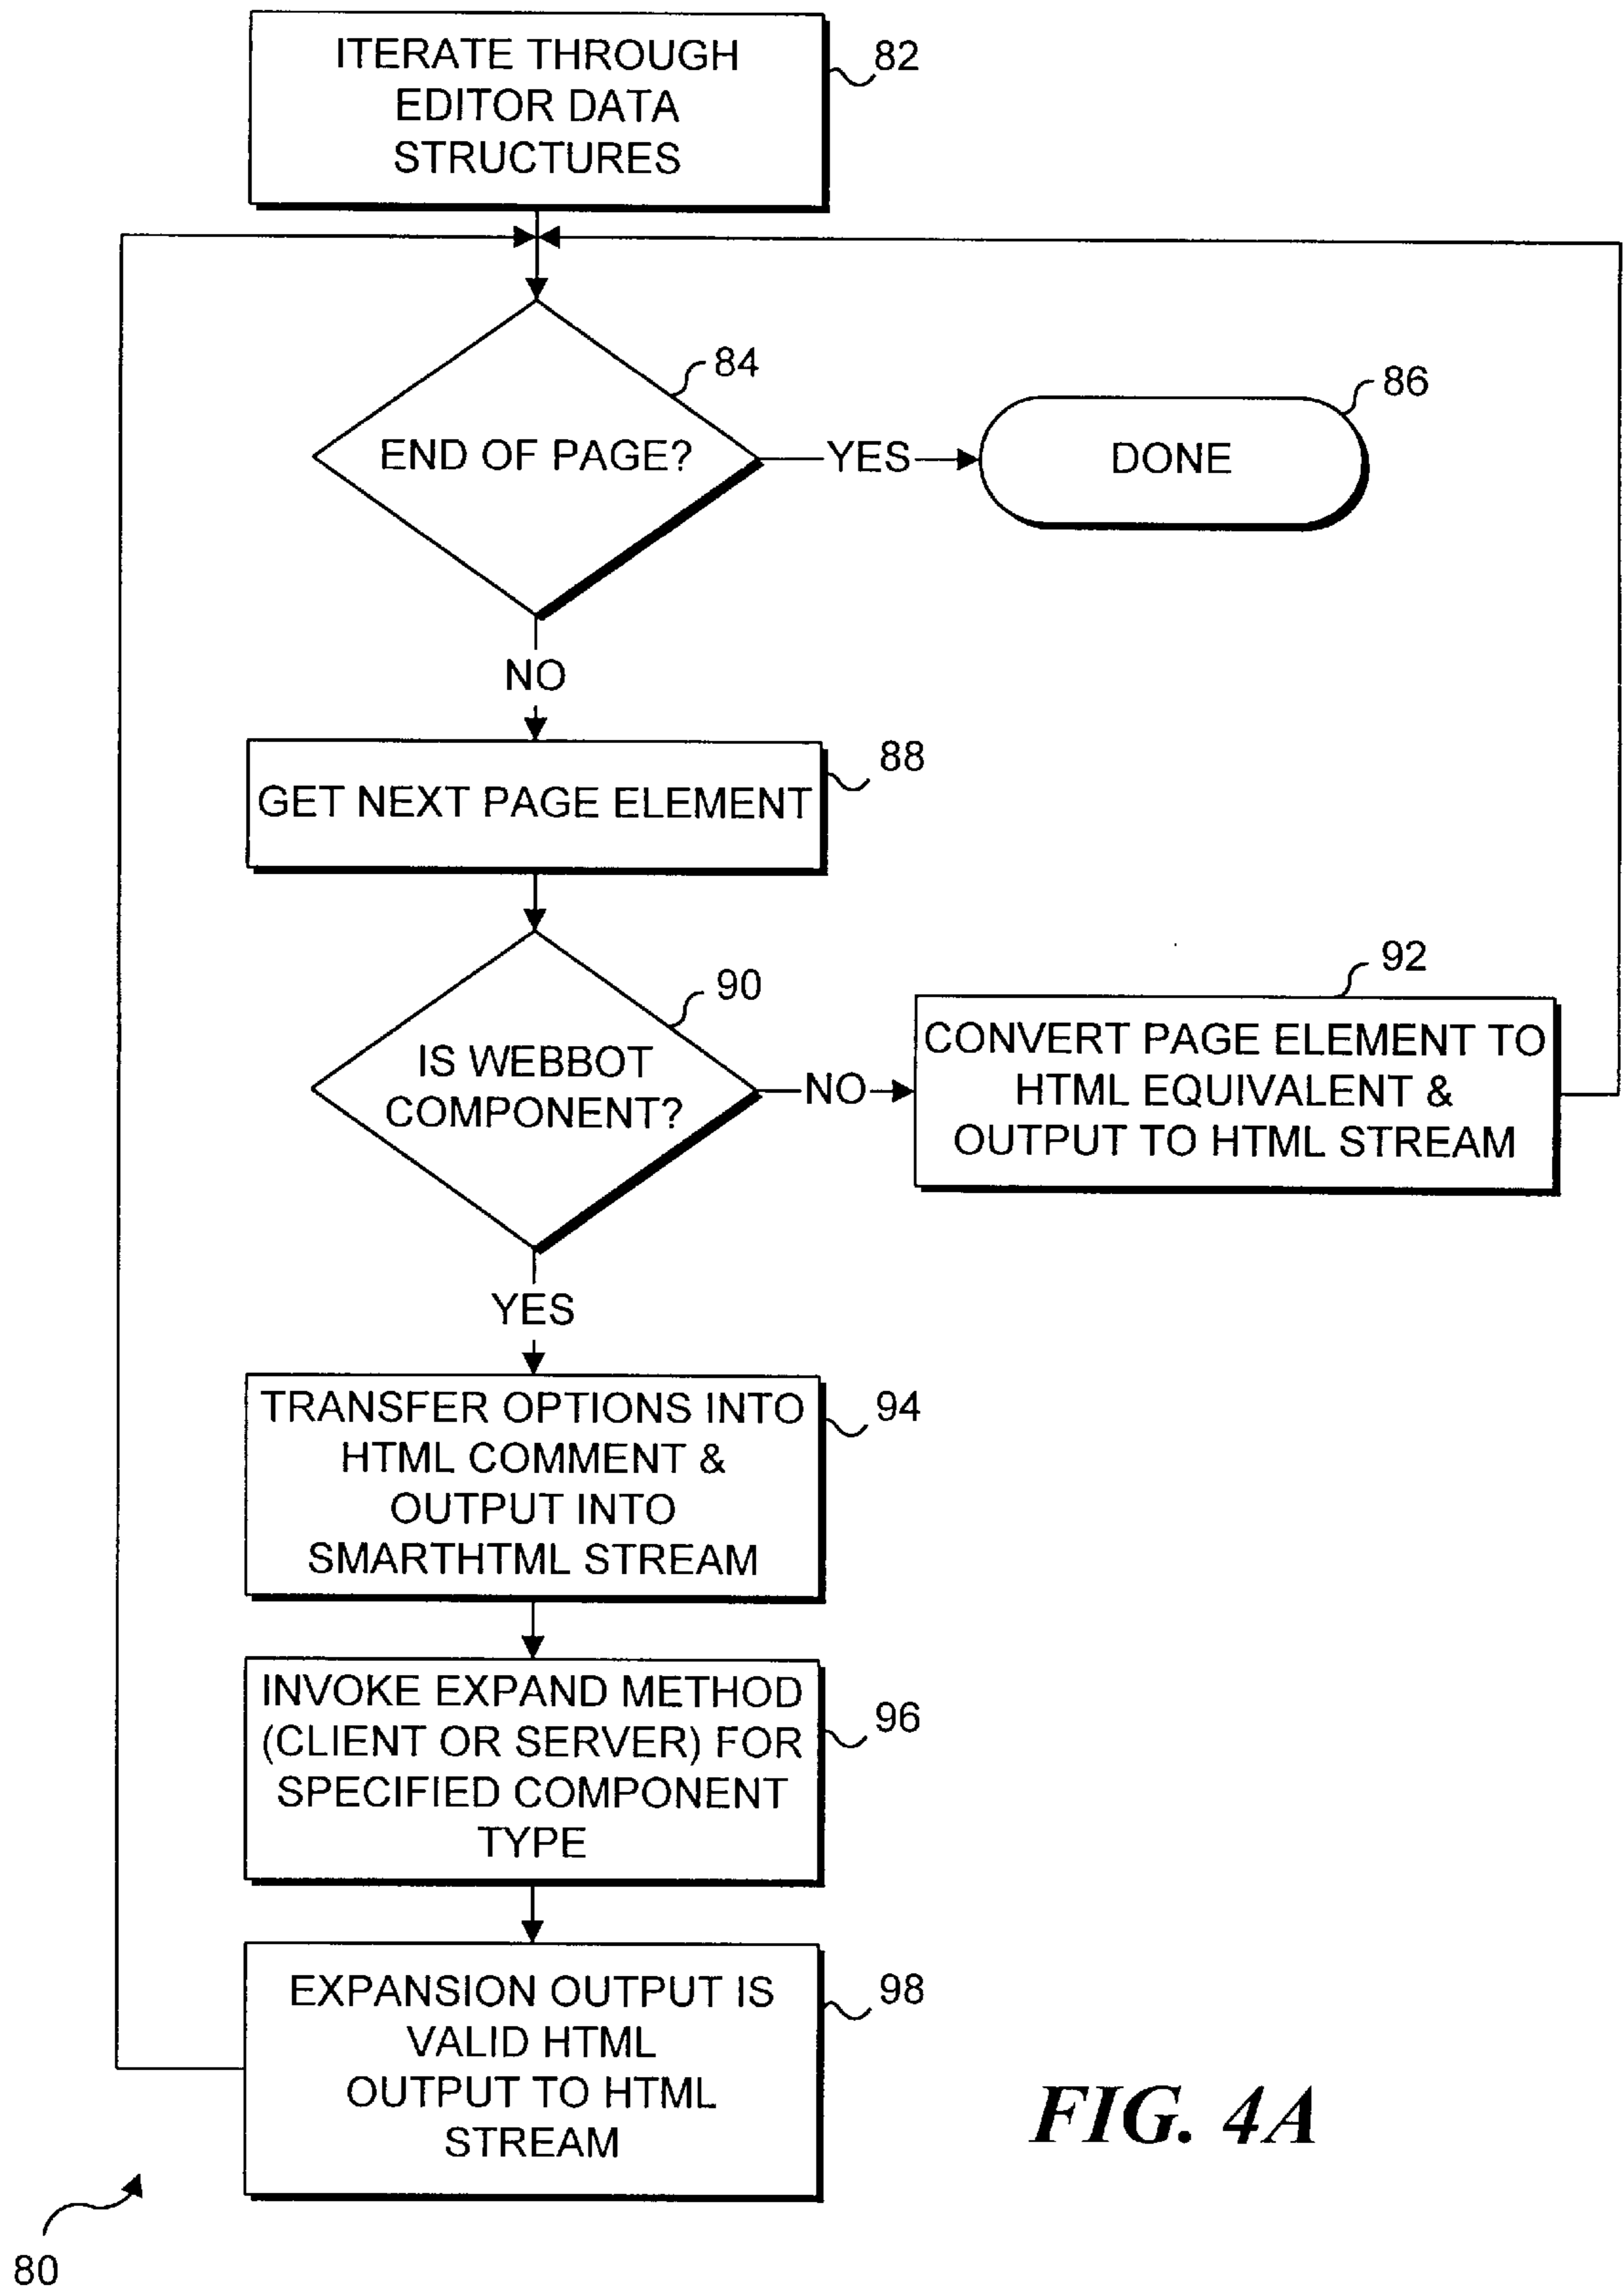 ITERATE THROUGH
EDITOR DATA
STRUCTURES
82
84
END OF PAGE?
YES
86
DONE
NO
88
GET NEXT PAGE ELEMENT
90
IS WEBBOT
COMPONENT?
NO
92
CONVERT PAGE ELEMENT TO
HTML EQUIVALENT &
OUTPUT TO HTML STREAM
YES
94
TRANSFER OPTIONS INTO
HTML COMMENT &
OUTPUT INTO
SMARTHTML STREAM
96
INVOKE EXPAND METHOD
(CLIENT OR SERVER) FOR
SPECIFIED COMPONENT
TYPE
98
EXPANSION OUTPUT IS
VALID HTML
OUTPUT TO HTML
STREAM
FIG. 4A
80